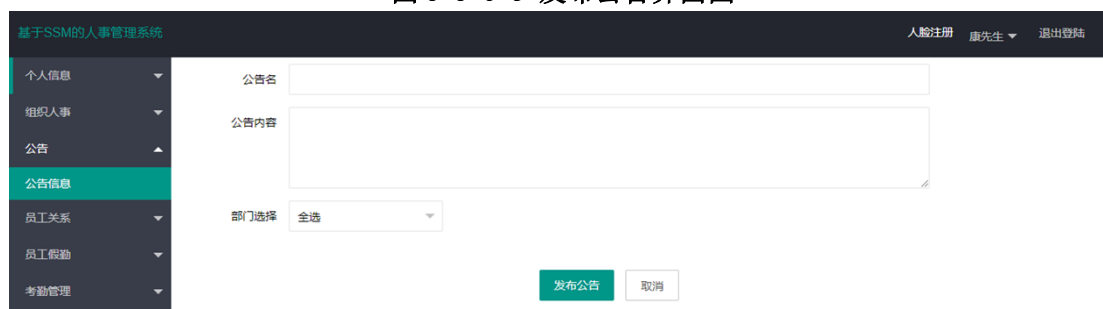 基于SSM的人事管理系统 人脸注册 康先生 退出登陆
个人信息
组织人事
公告
公告信息
员工关系
员工假勤
考勤管理
公告名
公告内容
部门选择 全选
发布公告 取消